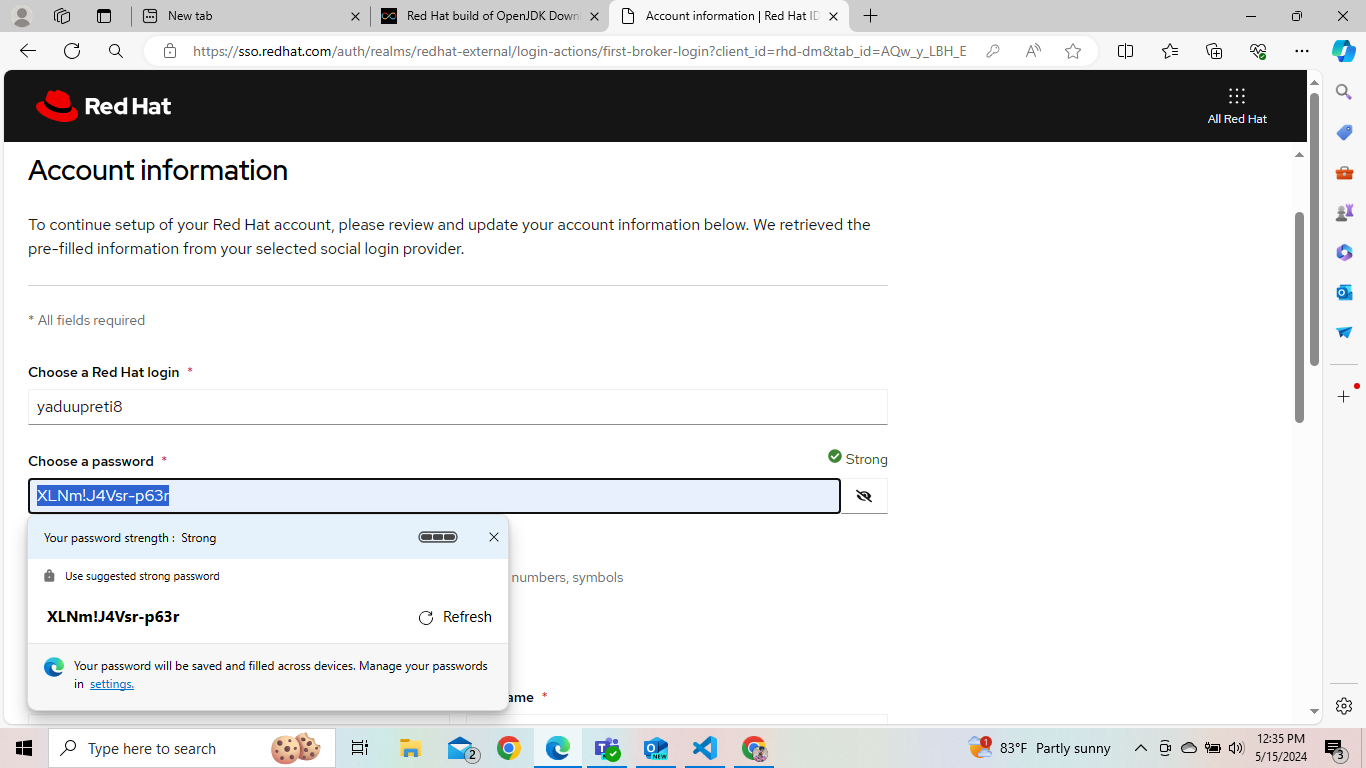 New tab
Red Hat build of OpenJDK Down
Account information | Red Hat ID
https://sso.redhat.com/auth/realms/redhat-external/login-actions/first-broker-login?client_id=rhd-dm&tab_id=AQw_y_LBH_E
Red Hat
All Red Hat
Account information
To continue setup of your Red Hat account, please review and update your account information below. We retrieved the
pre-filled information from your selected social login provider.
* All fields required
Choose a Red Hat login *
yaduupreti8
Choose a password *
Strong
XLNm!J4Vsr-p63r
Your password strength : Strong
Use suggested strong password
numbers, symbols
XLNm!J4Vsr-p63r
Refresh
Your password will be saved and filled across devices. Manage your passwords
in settings.
ame *
Type here to search
2
1
83°F Partly sunny
12:35 PM
5/15/2024
3
NEW